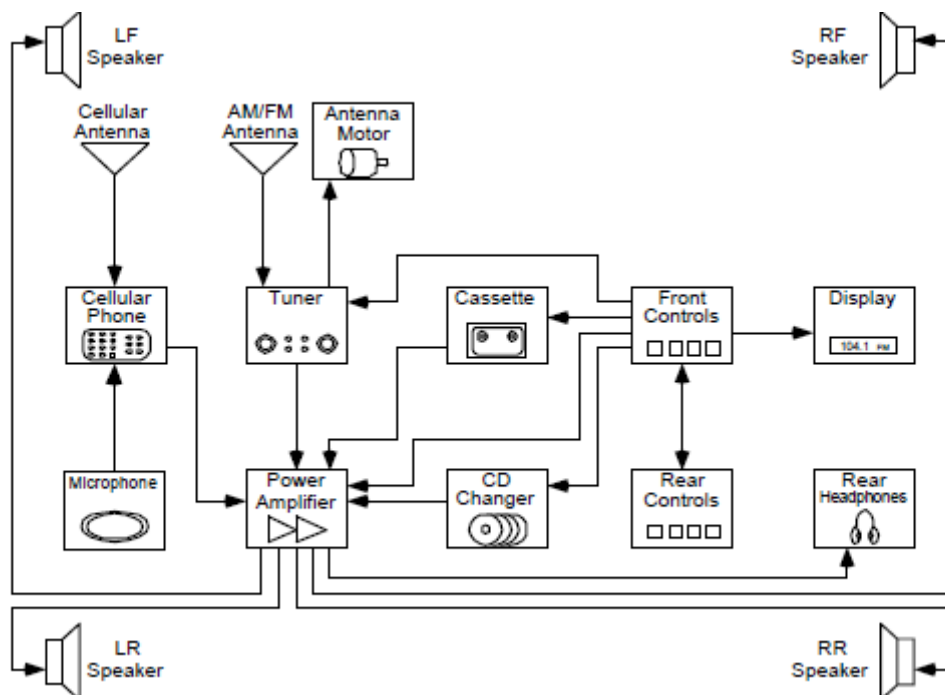 LF
Speaker
RF
Speaker
Cellular
Antenna
AM/FM
Antenna
Antenna
Motor
Cellular
Phone
Tuner
Cassette
Front
Controls
Display
104.1 FM
Microphone
Power
Amplifier
CD
Changer
Rear
Controls
Rear
Headphones
LR
Speaker
RR
Speaker